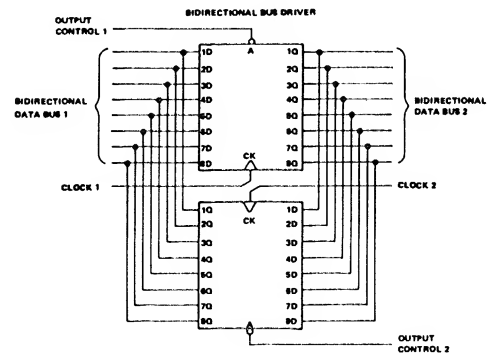 BIDIRECTIONAL BUS DRIVER
OUTPUT
CONTROL 1
A
1D 1Q
2D 2Q
3D 3Q
4D 4Q
5D 5Q
6D 6Q
7D 7Q
8D 8Q
BIDIRECTIONAL
DATA BUS 1
BIDIRECTIONAL
DATA BUS 2
CK
CLOCK 1
CLOCK 2
CK
1Q 1D
2Q 2D
3Q 3D
4Q 4D
5Q 5D
6Q 6D
7Q 7D
8Q 8D
A
OUTPUT
CONTROL 2